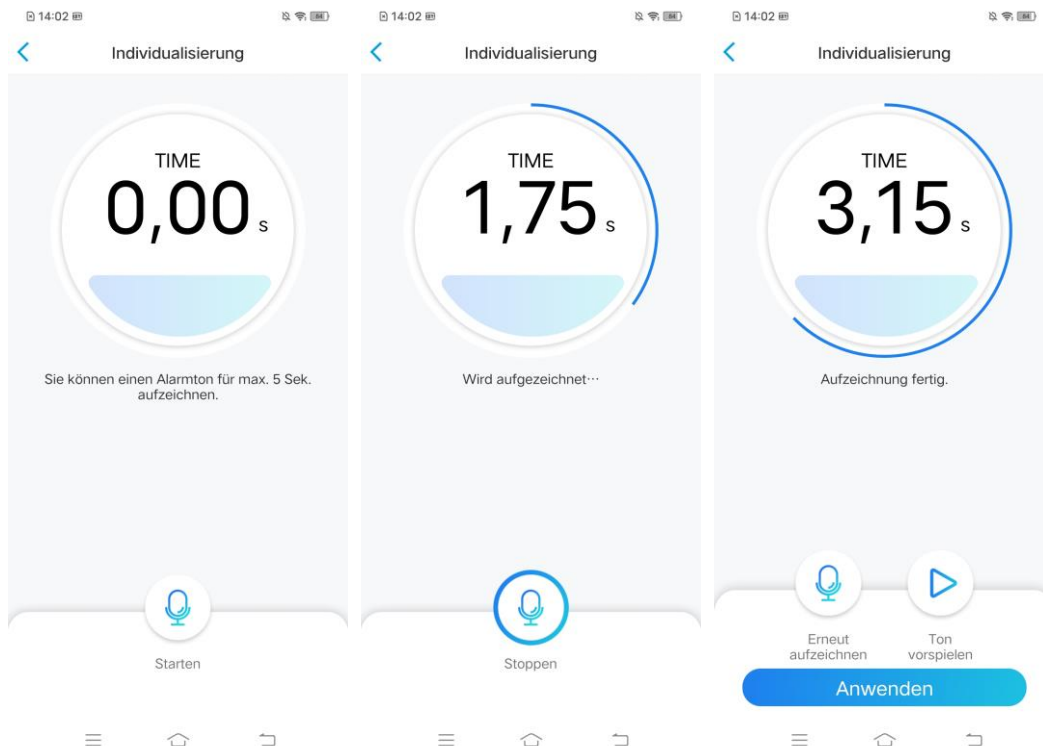 14:02
Individualisierung
TIME
0,00 s
Sie können einen Alarmton für max. 5 Sek.
aufzeichnen.
Starten
14:02
Individualisierung
TIME
1,75 s
Wird aufgezeichnet···
Stoppen
14:02
Individualisierung
TIME
3,15 s
Aufzeichnung fertig.
Erneut
aufzeichnen
Ton
vorspielen
Anwenden